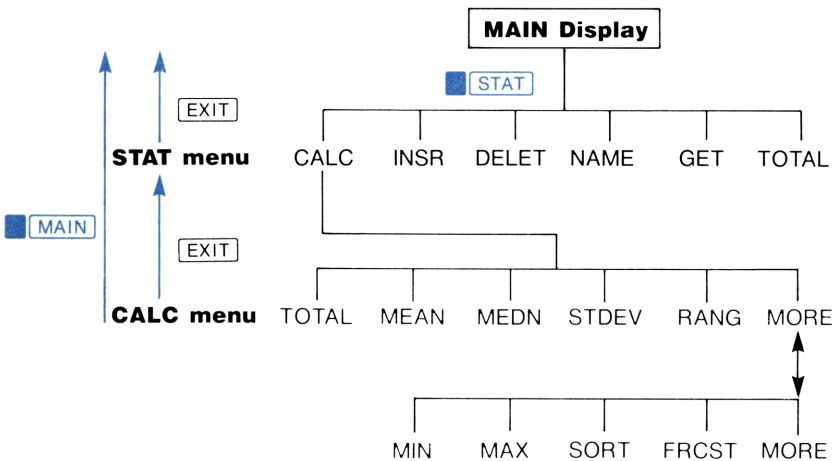 MAIN Display
STAT
EXIT
STAT menu CALC INSR DELET NAME GET TOTAL
MAIN
EXIT
CALC menu TOTAL MEAN MEDN STDEV RANG MORE
MIN MAX SORT FRCST MORE